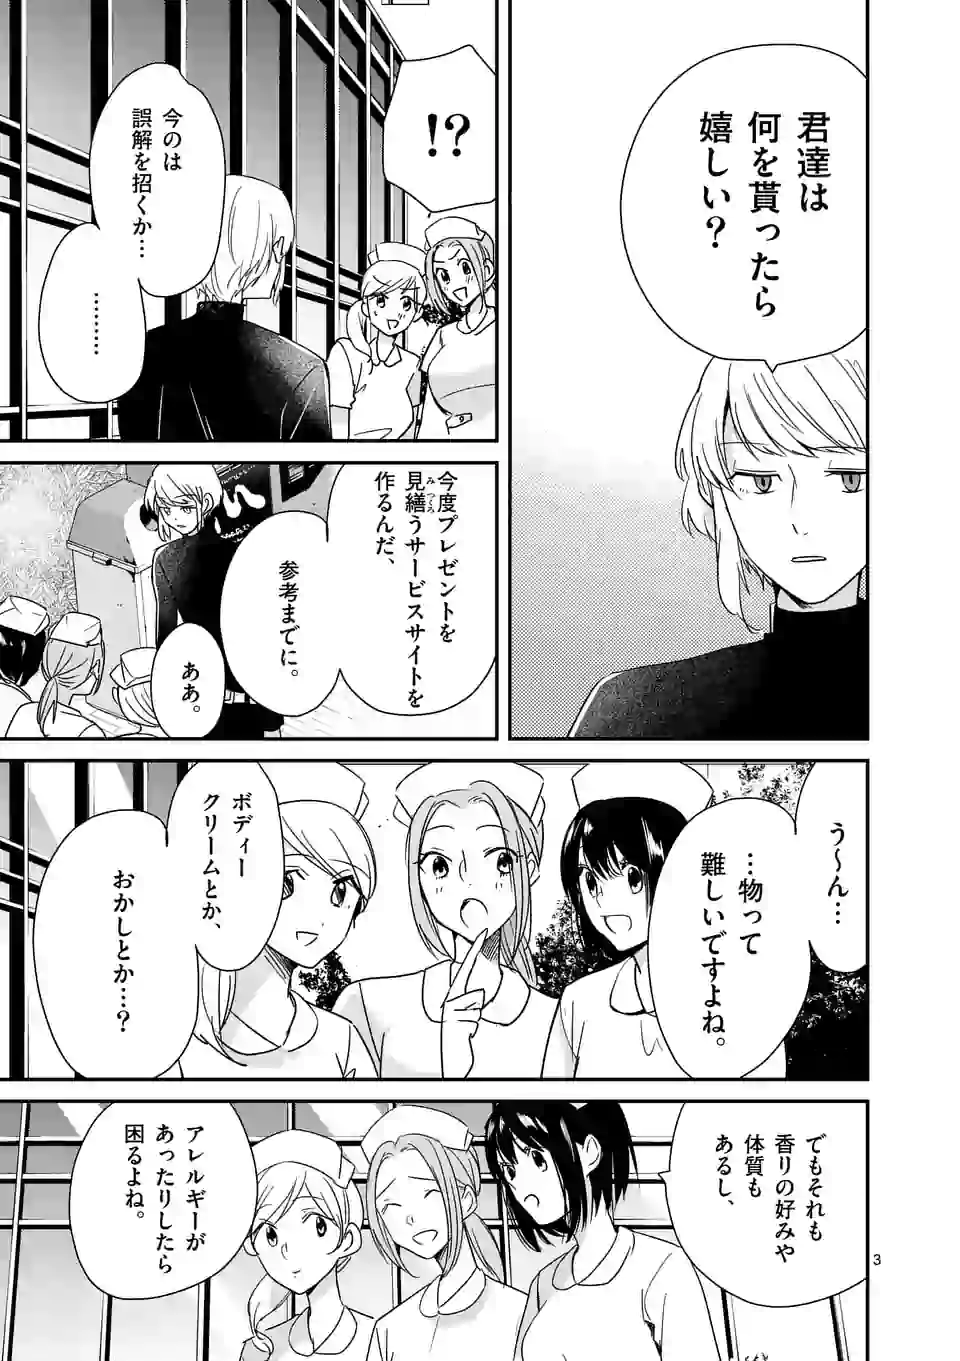 君達は
何を貰ったら
嬉しい？
！？
今のは
誤解を招くか…
………
今度プレゼントを
見繕うサービスサイトを
みつくろ
作るんだ、
参考までに。
ああ。
う〜ん…
…物って
難しいですよね。
ボディー
クリームとか、
おかしとか…？
でもそれも
香りの好みや
体質も
あるし、
アレルギーが
あったりしたら
困るよね。
3